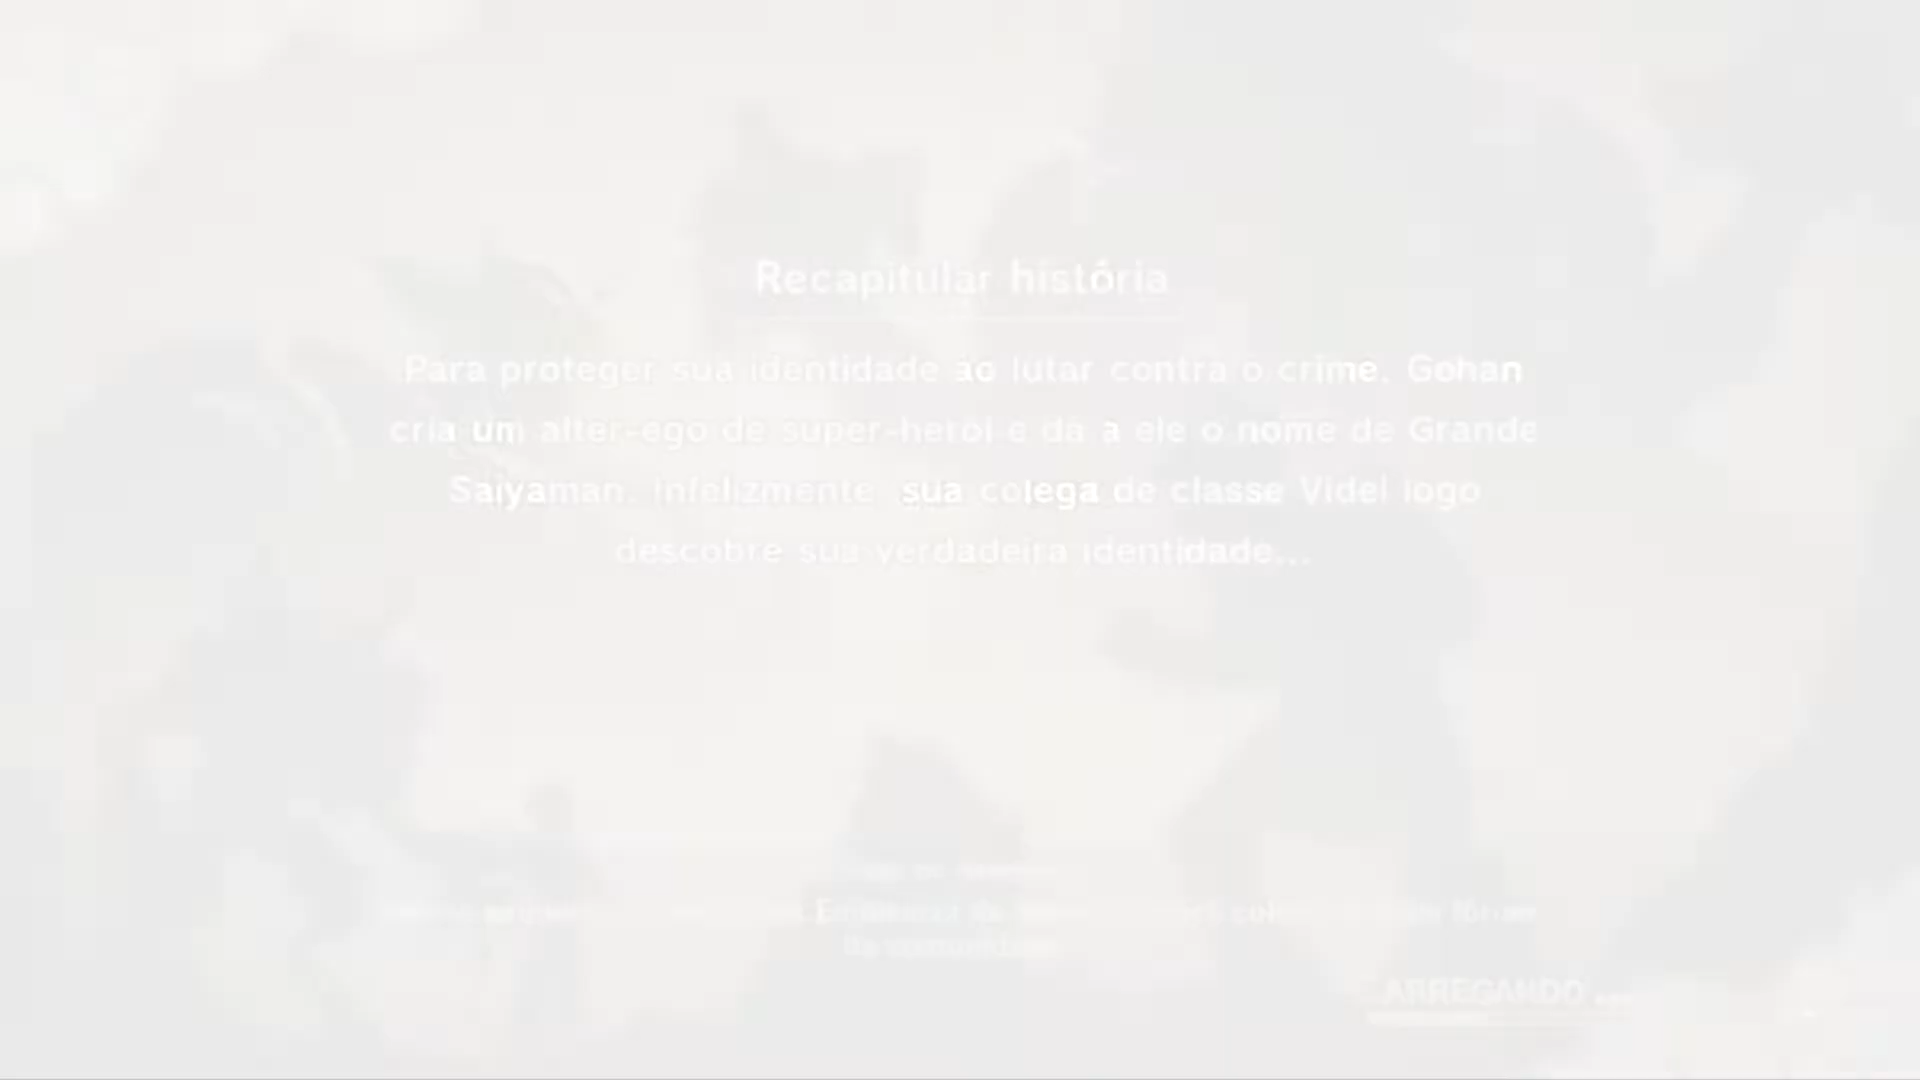 Recapitular história
Para proteger sua identidade ao lutar contra o crime, Gohan
cria um alter-ego de super-herói e dá a ele o nome de Grande
Saiyaman. Infelizmente, sua colega de classe Videl logo
descobre sua verdadeira identidade...
ARREGANDO